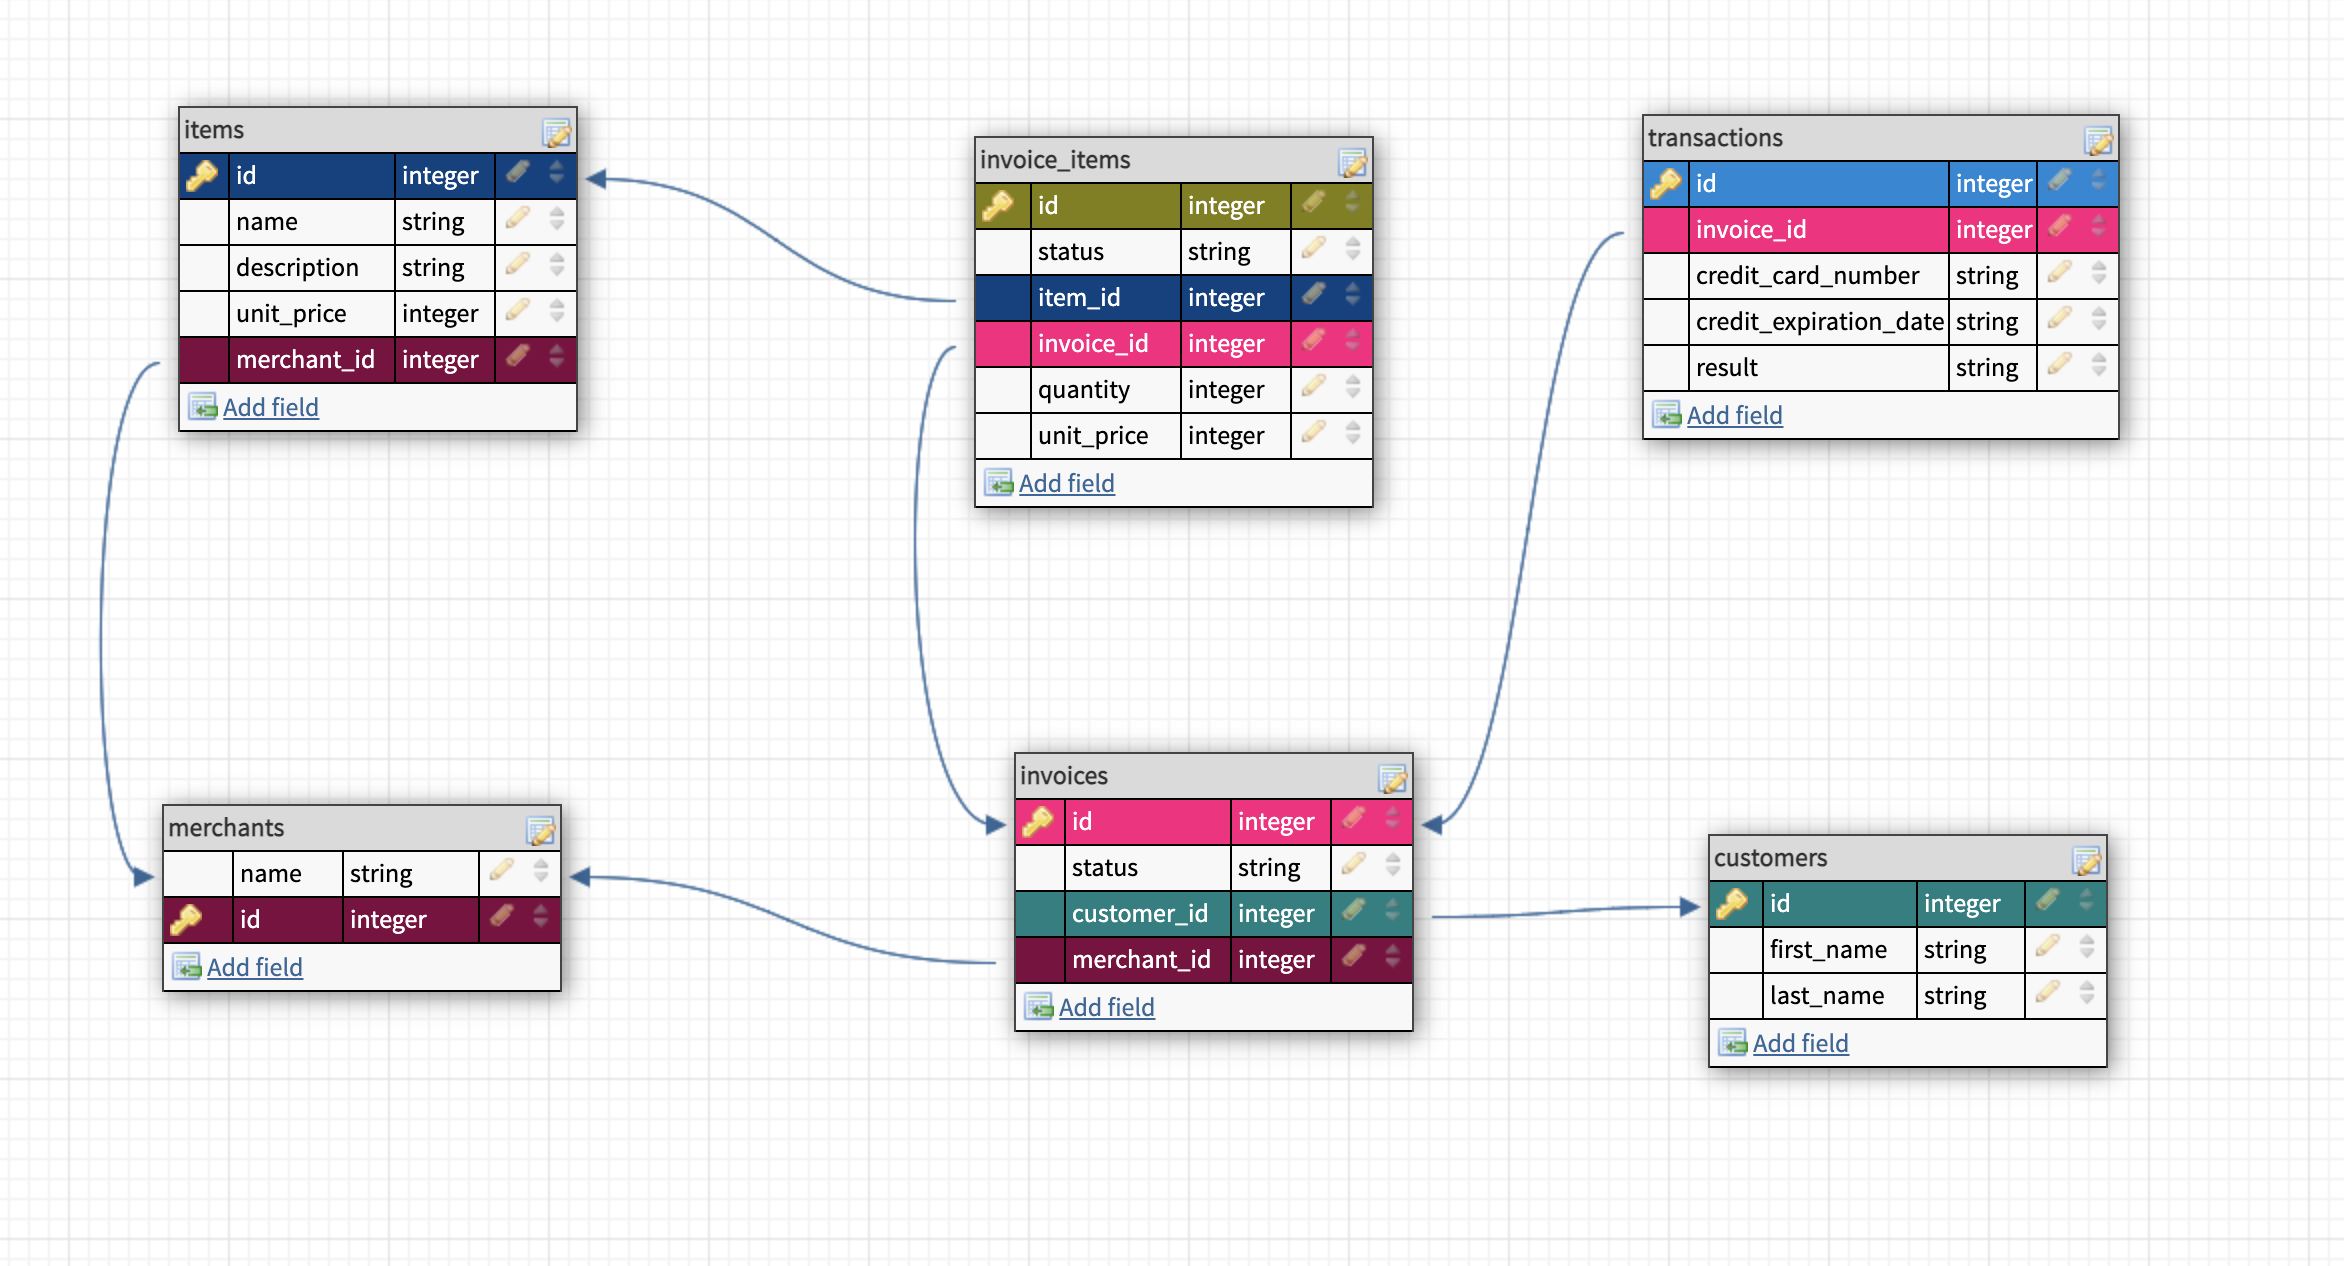 items
id integer
name string
description string
unit_price integer
merchant_id integer
Add field
invoice_items
id integer
status string
item_id integer
invoice_id integer
quantity integer
unit_price integer
Add field
transactions
id integer
invoice_id integer
credit_card_number string
credit_expiration_date string
result string
Add field
merchants
name string
id integer
Add field
invoices
id integer
status string
customer_id integer
merchant_id integer
Add field
customers
id integer
first_name string
last_name string
Add field